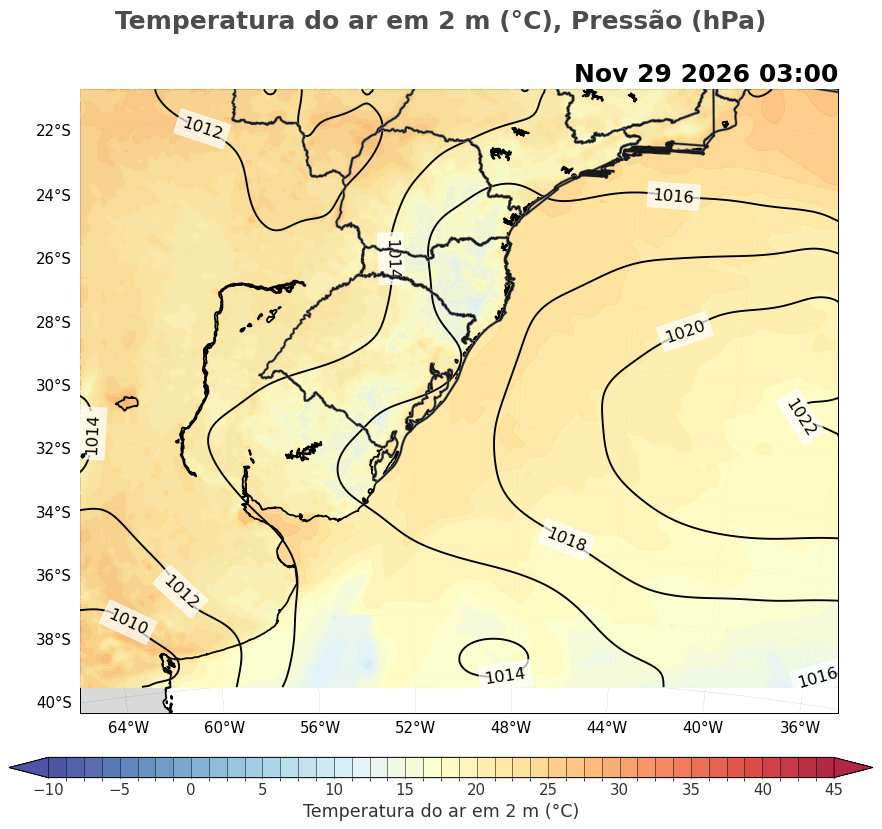 Temperatura do ar em 2 m (°C), Pressão (hPa)
Nov 29 2026 03:00
1012
1016
1014
1020
1022
1014
1018
1012
1010
1014
1016
22°S
24°S
26°S
28°S
30°S
32°S
34°S
36°S
38°S
40°S
64°W 60°W 56°W 52°W 48°W 44°W 40°W 36°W
−10 −5 0 5 10 15 20 25 30 35 40 45
Temperatura do ar em 2 m (°C)